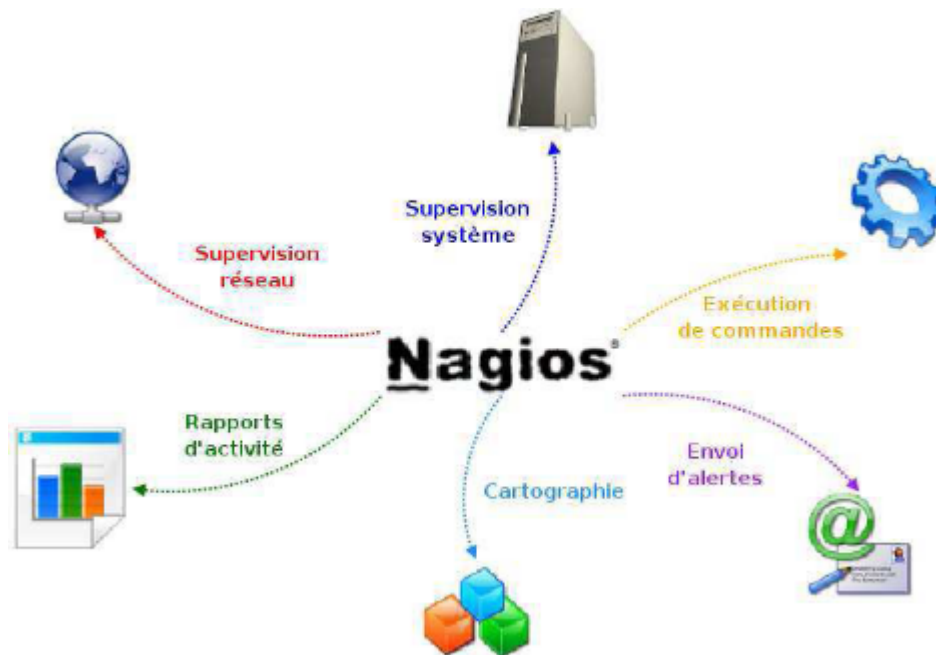 Supervision
système
Supervision
réseau
Exécution
de commandes
Nagios®
Rapports
d'activité
Envoi
d'alertes
Cartographie
@